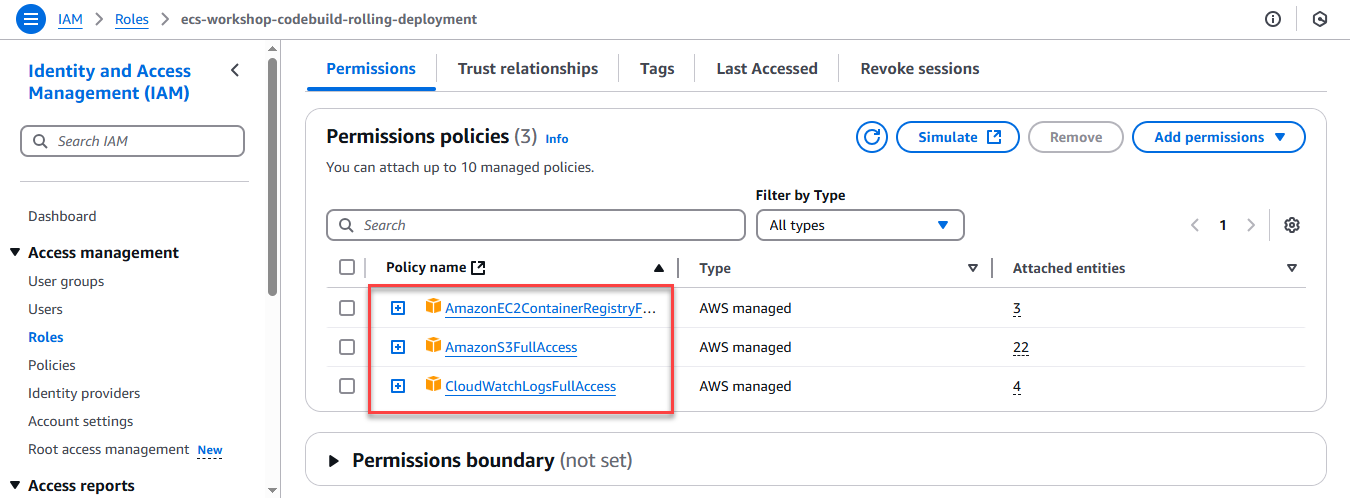 IAM > Roles > ecs-workshop-codebuild-rolling-deployment
Identity and Access
Management (IAM)
Search IAM
Dashboard
Access management
User groups
Users
Roles
Policies
Identity providers
Account settings
Root access management New
Access reports
Permissions Trust relationships Tags Last Accessed Revoke sessions
Permissions policies (3) Info
Simulate Remove Add permissions
You can attach up to 10 managed policies.
Filter by Type
Search All types 1
Policy name Type Attached entities
AmazonEC2ContainerRegistryF... AWS managed 3
AmazonS3FullAccess AWS managed 22
CloudWatchLogsFullAccess AWS managed 4
Permissions boundary (not set)